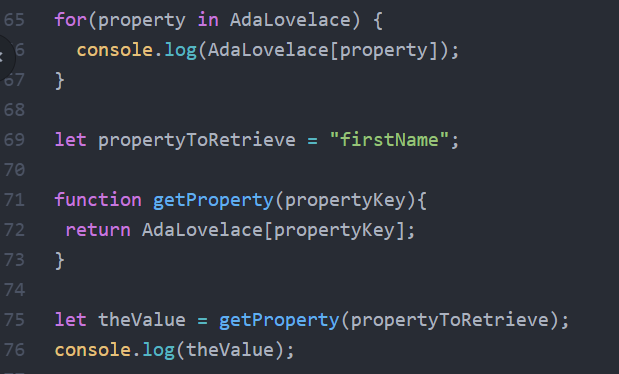 65 for(property in AdaLovelace) {
6 console.log(AdaLovelace[property]);
67 }
68
69 let propertyToRetrieve = "firstName";
70
71 function getProperty(propertyKey){
72 return AdaLovelace[propertyKey];
73 }
74
75 let theValue = getProperty(propertyToRetrieve);
76 console.log(theValue);